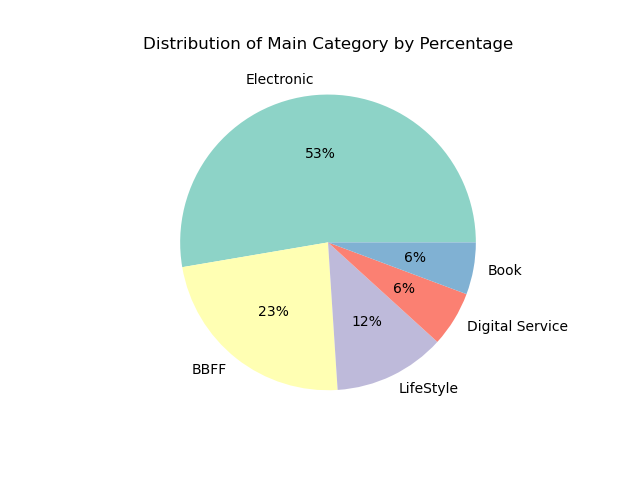 Distribution of Main Category by Percentage
Electronic
53%
6%
Book
6%
23%
12%
Digital Service
BBFF
LifeStyle